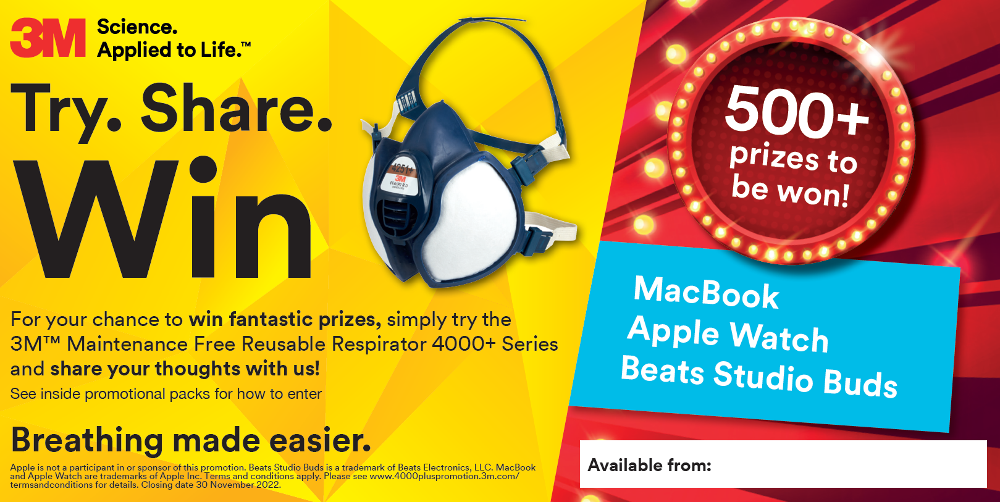 3M Science.
Applied to Life.™
Try. Share.
Win
4251+
3M
FFA1P2 R D
For your chance to win fantastic prizes, simply try the
3M™ Maintenance Free Reusable Respirator 4000+ Series
and share your thoughts with us!
See inside promotional packs for how to enter
Breathing made easier.
Apple is not a participant in or sponsor of this promotion. Beats Studio Buds is a trademark of Beats Electronics, LLC. MacBook
and Apple Watch are trademarks of Apple Inc. Terms and conditions apply. Please see www.4000pluspromotion.3m.com/
termsandconditions for details. Closing date 30 November 2022.
500+
prizes to
be won!
MacBook
Apple Watch
Beats Studio Buds
Available from: